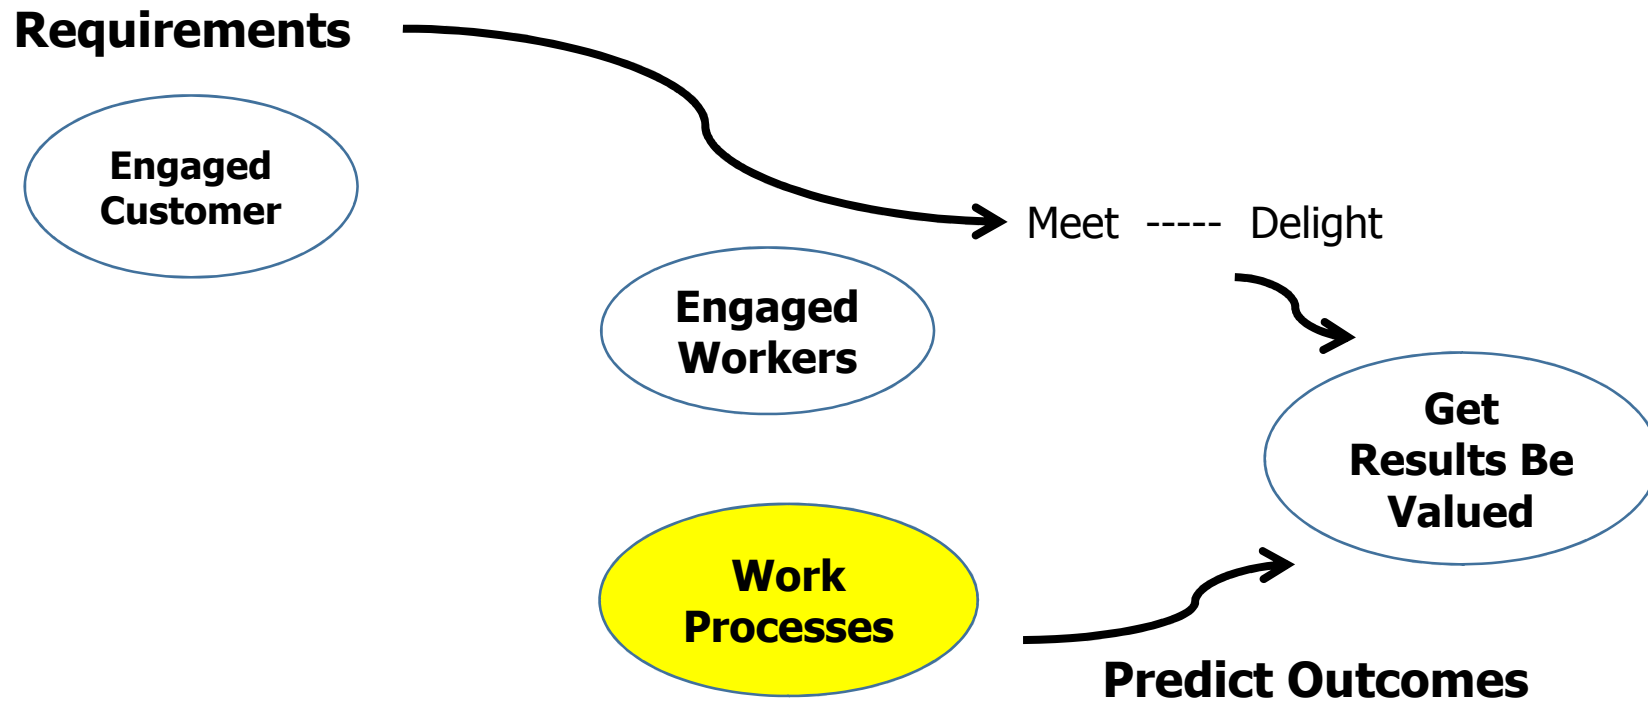 Requirements
Engaged
Customer
Meet ----- Delight
Engaged
Workers
Get
Results Be
Valued
Work
Processes
Predict Outcomes